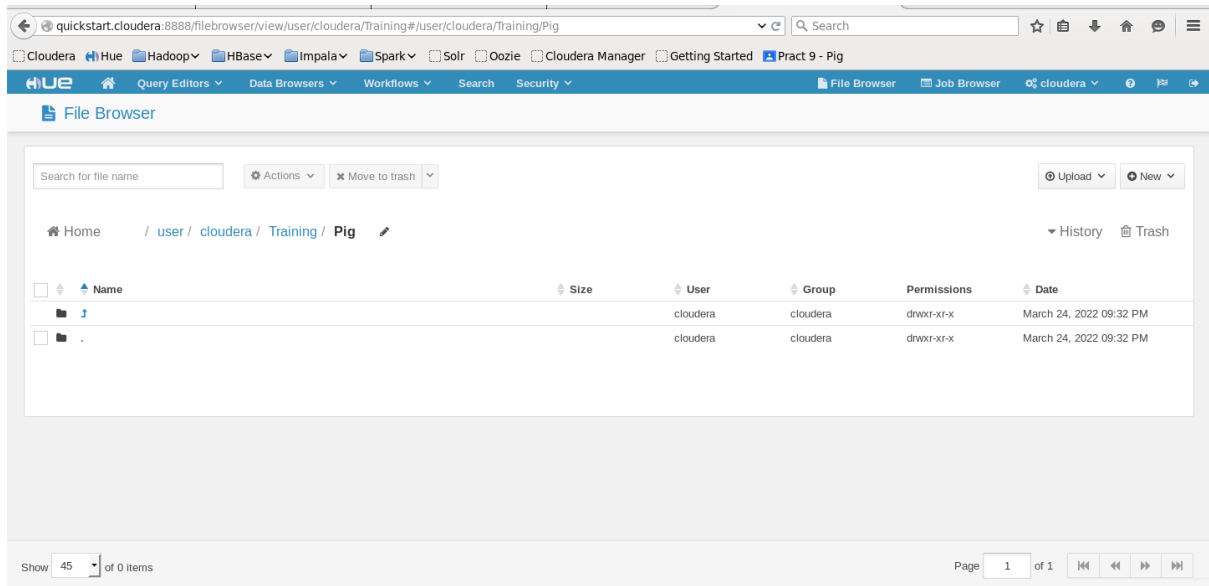 quickstart.cloudera:8888/filebrowser/view/user/cloudera/Training#/user/cloudera/Training/Pig Search
Cloudera Hue Hadoop HBase Impala Spark Solr Oozie Cloudera Manager Getting Started Pract 9 - Pig
HUE Query Editors Data Browsers Workflows Search Security File Browser Job Browser cloudera ?
File Browser
Search for file name Actions Move to trash Upload New
Home / user / cloudera / Training / Pig History Trash
Name Size User Group Permissions Date
cloudera cloudera drwxr-xr-x March 24, 2022 09:32 PM
. cloudera cloudera drwxr-xr-x March 24, 2022 09:32 PM
Show 45 of 0 items Page 1 of 1